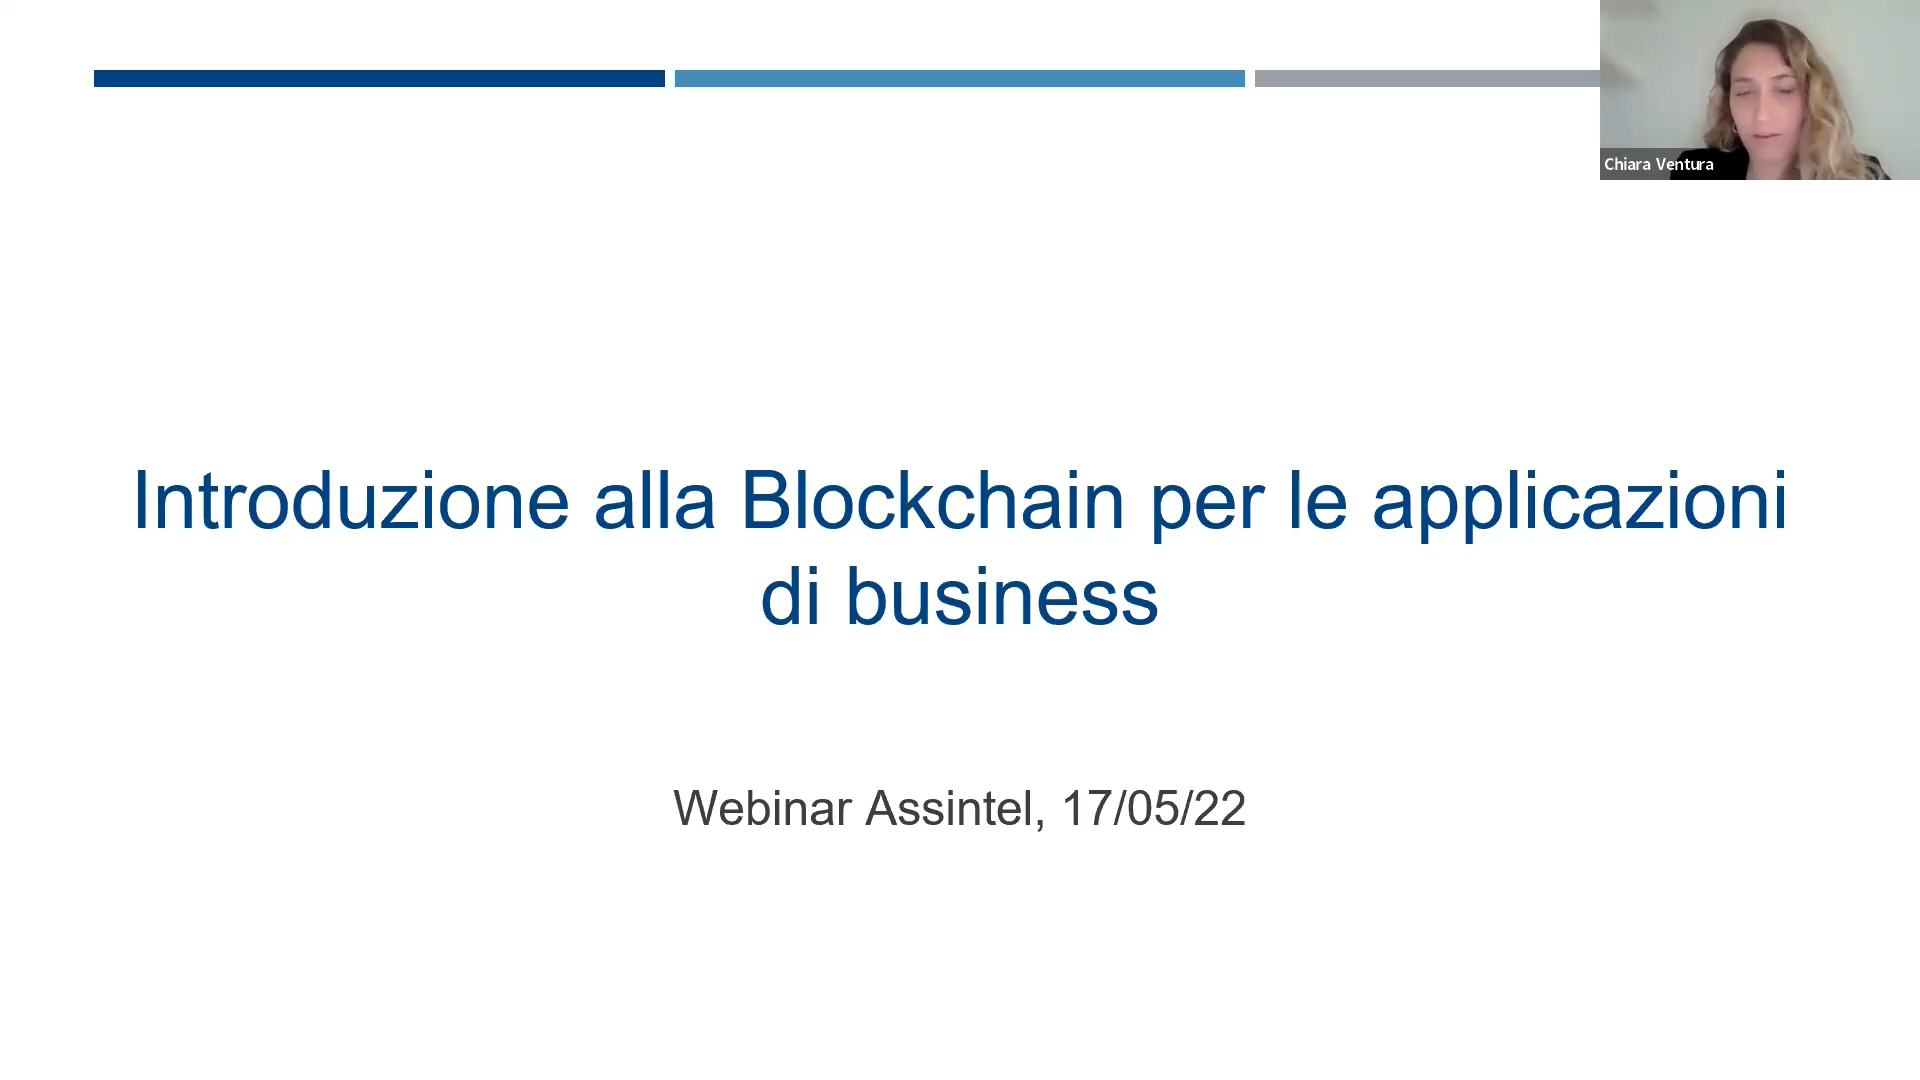 Chiara Ventura
Introduzione alla Blockchain per le applicazioni
di business
Webinar Assintel, 17/05/22